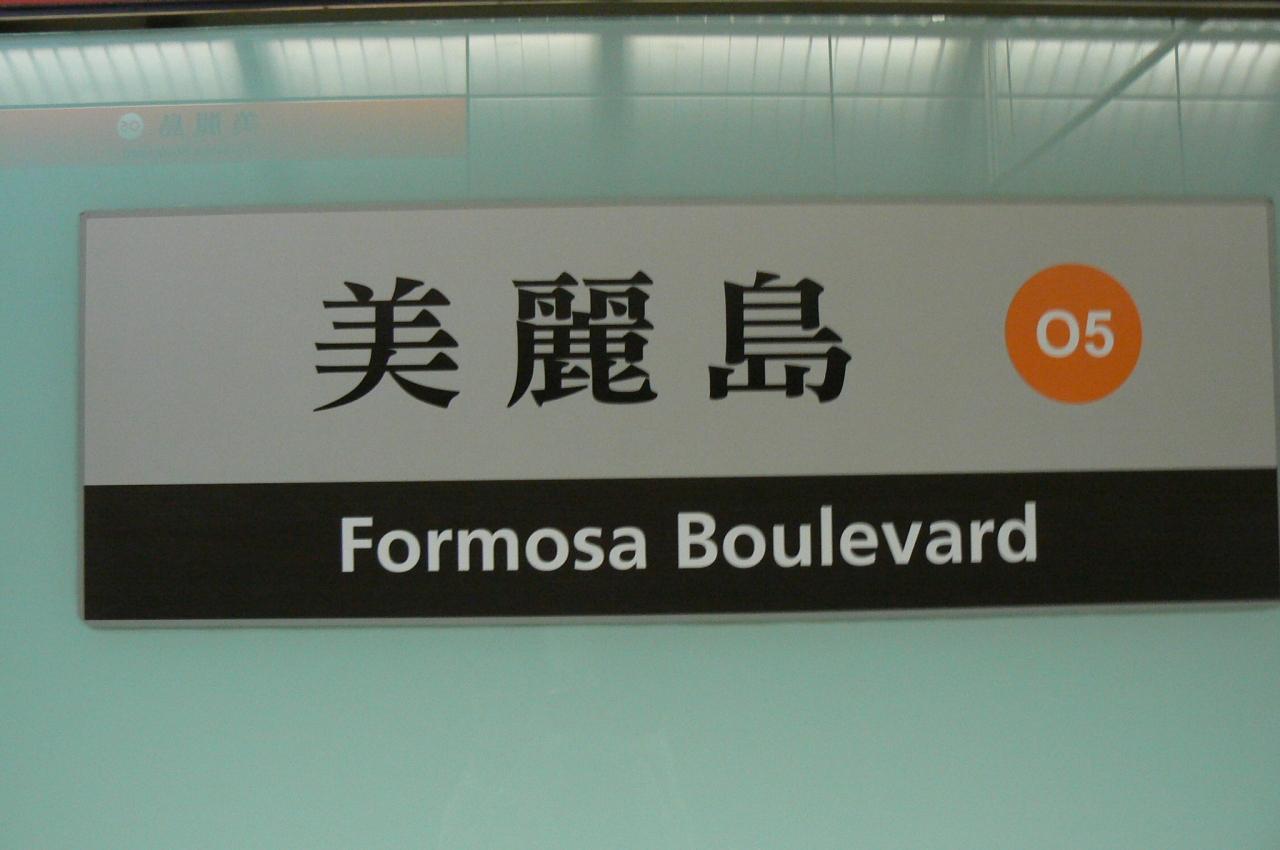 美麗島 O5
Formosa Boulevard